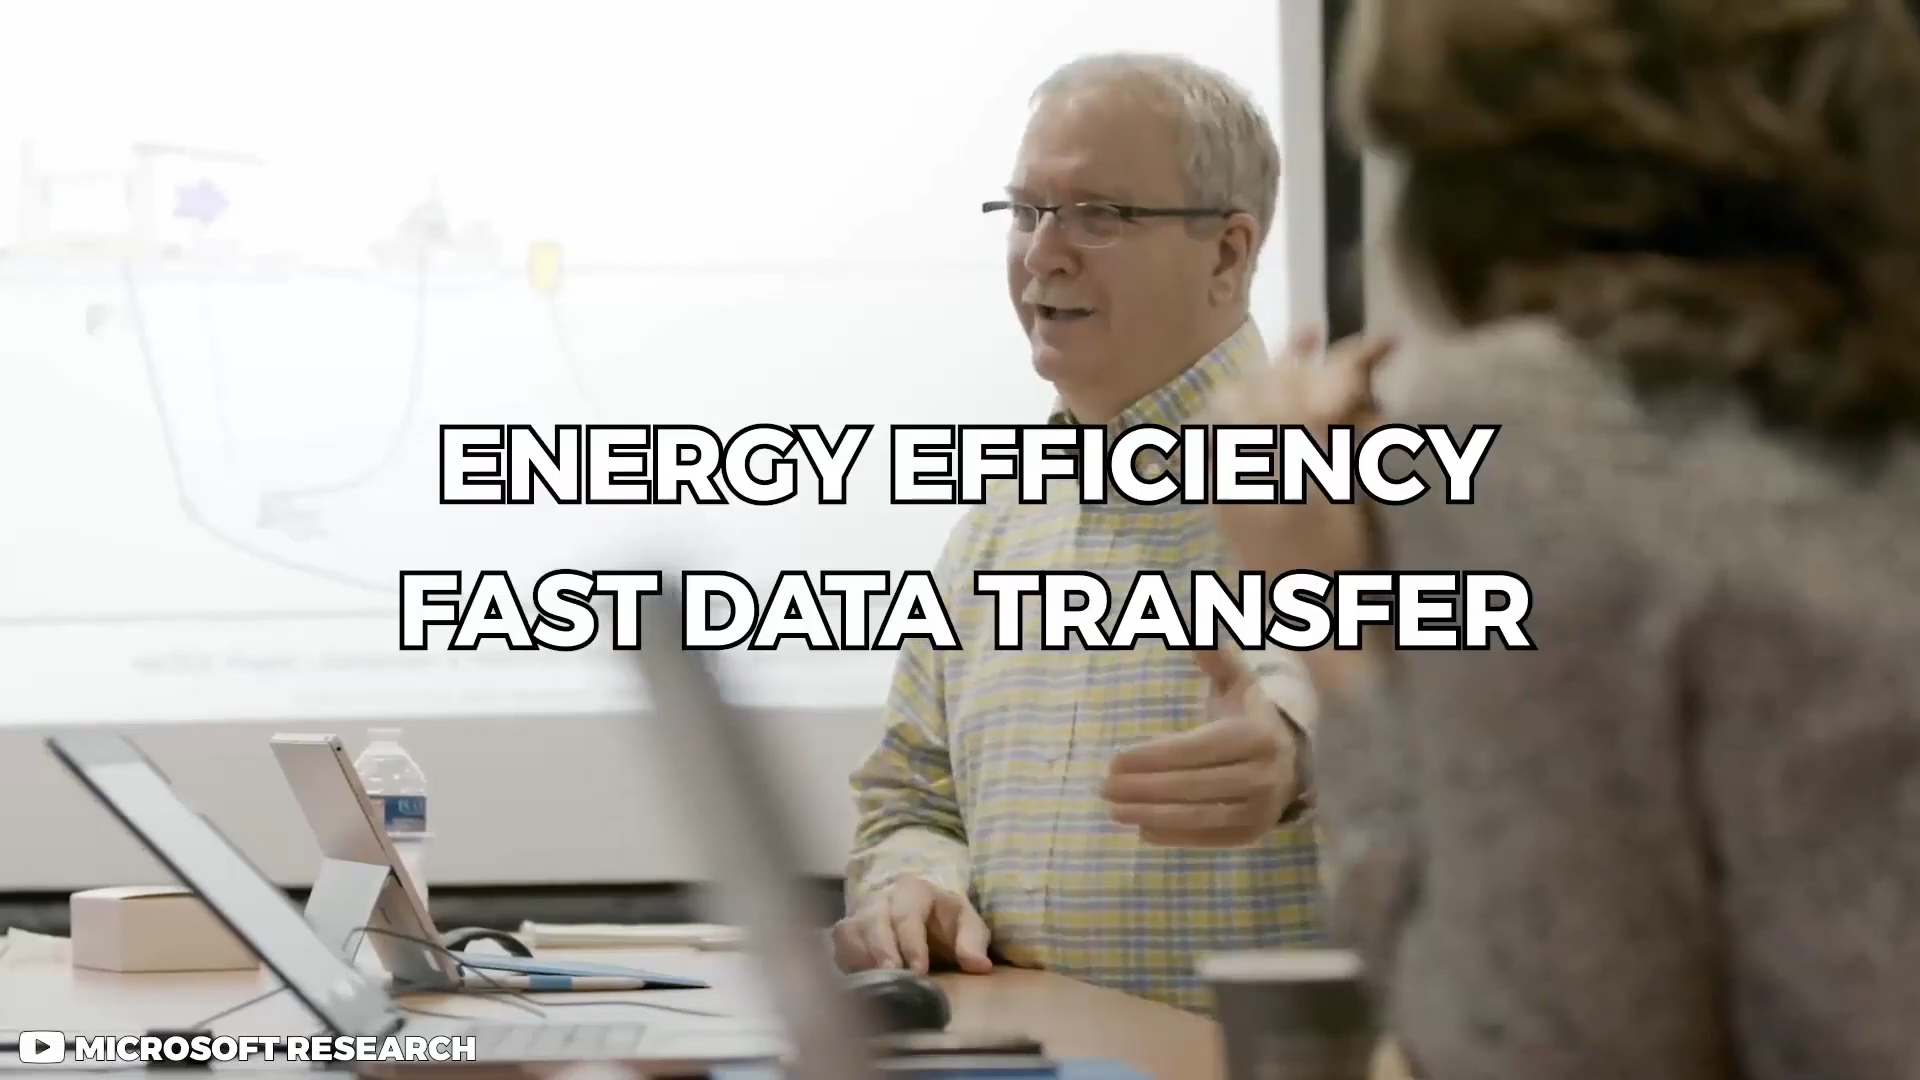 ENERGY EFFICIENCY
FAST DATA TRANSFER
MICROSOFT RESEARCH